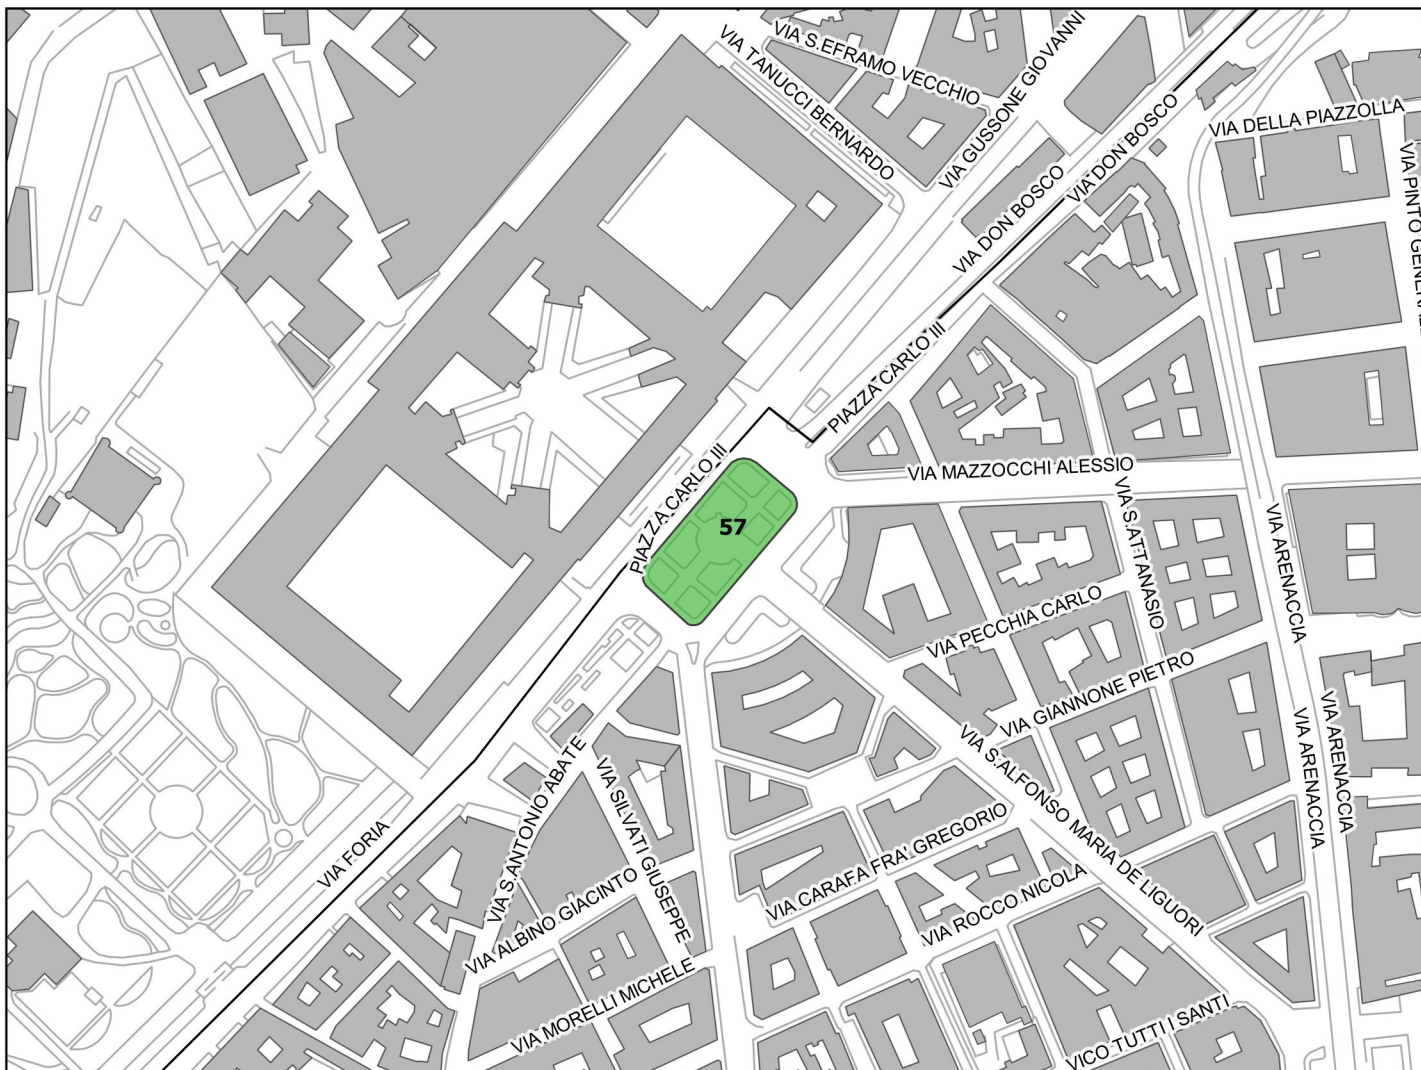 VIA S.EFRAMO VECCHIO
VIA TANUCCI BERNARDO
VIA GUSSONE GIOVANNI
VIA DON BOSCO
VIA DON BOSCO
VIA DELLA PIAZZOLLA
PIAZZA CARLO III
PIAZZA CARLO III
VIA MAZZOCCHI ALESSIO
57
VIA S.ATTANASIO
VIA ARENACCIA
VIA PECCHIA CARLO
VIA GIANNONE PIETRO
VIA ARENACCIA
VIA ARENACCIA
VIA S.ALFONSO MARIA DE LIGUORI
VIA S.ANTONIO ABATE
VIA SILVATI GIUSEPPE
VIA FORIA
VIA CARAFA FRA' GREGORIO
VIA ALBINO GIACINTO
VIA ROCCO NICOLA
VIA MORELLI MICHELE
VICO TUTTI I SANTI
VIA PINTO